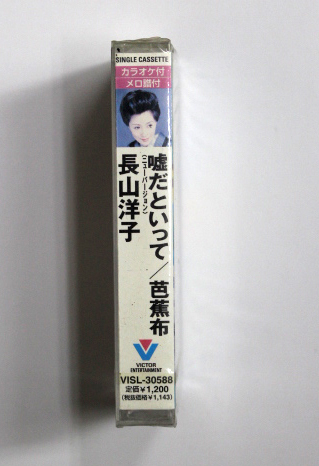 SINGLE CASSETTE
カラオケ付
メロ譜付
嘘だといって／芭蕉布
(ニューバージョン)
長山洋子
VICTOR
ENTERTAINMENT
VISL-30588
定価￥1,200
(税抜価格￥1,143)